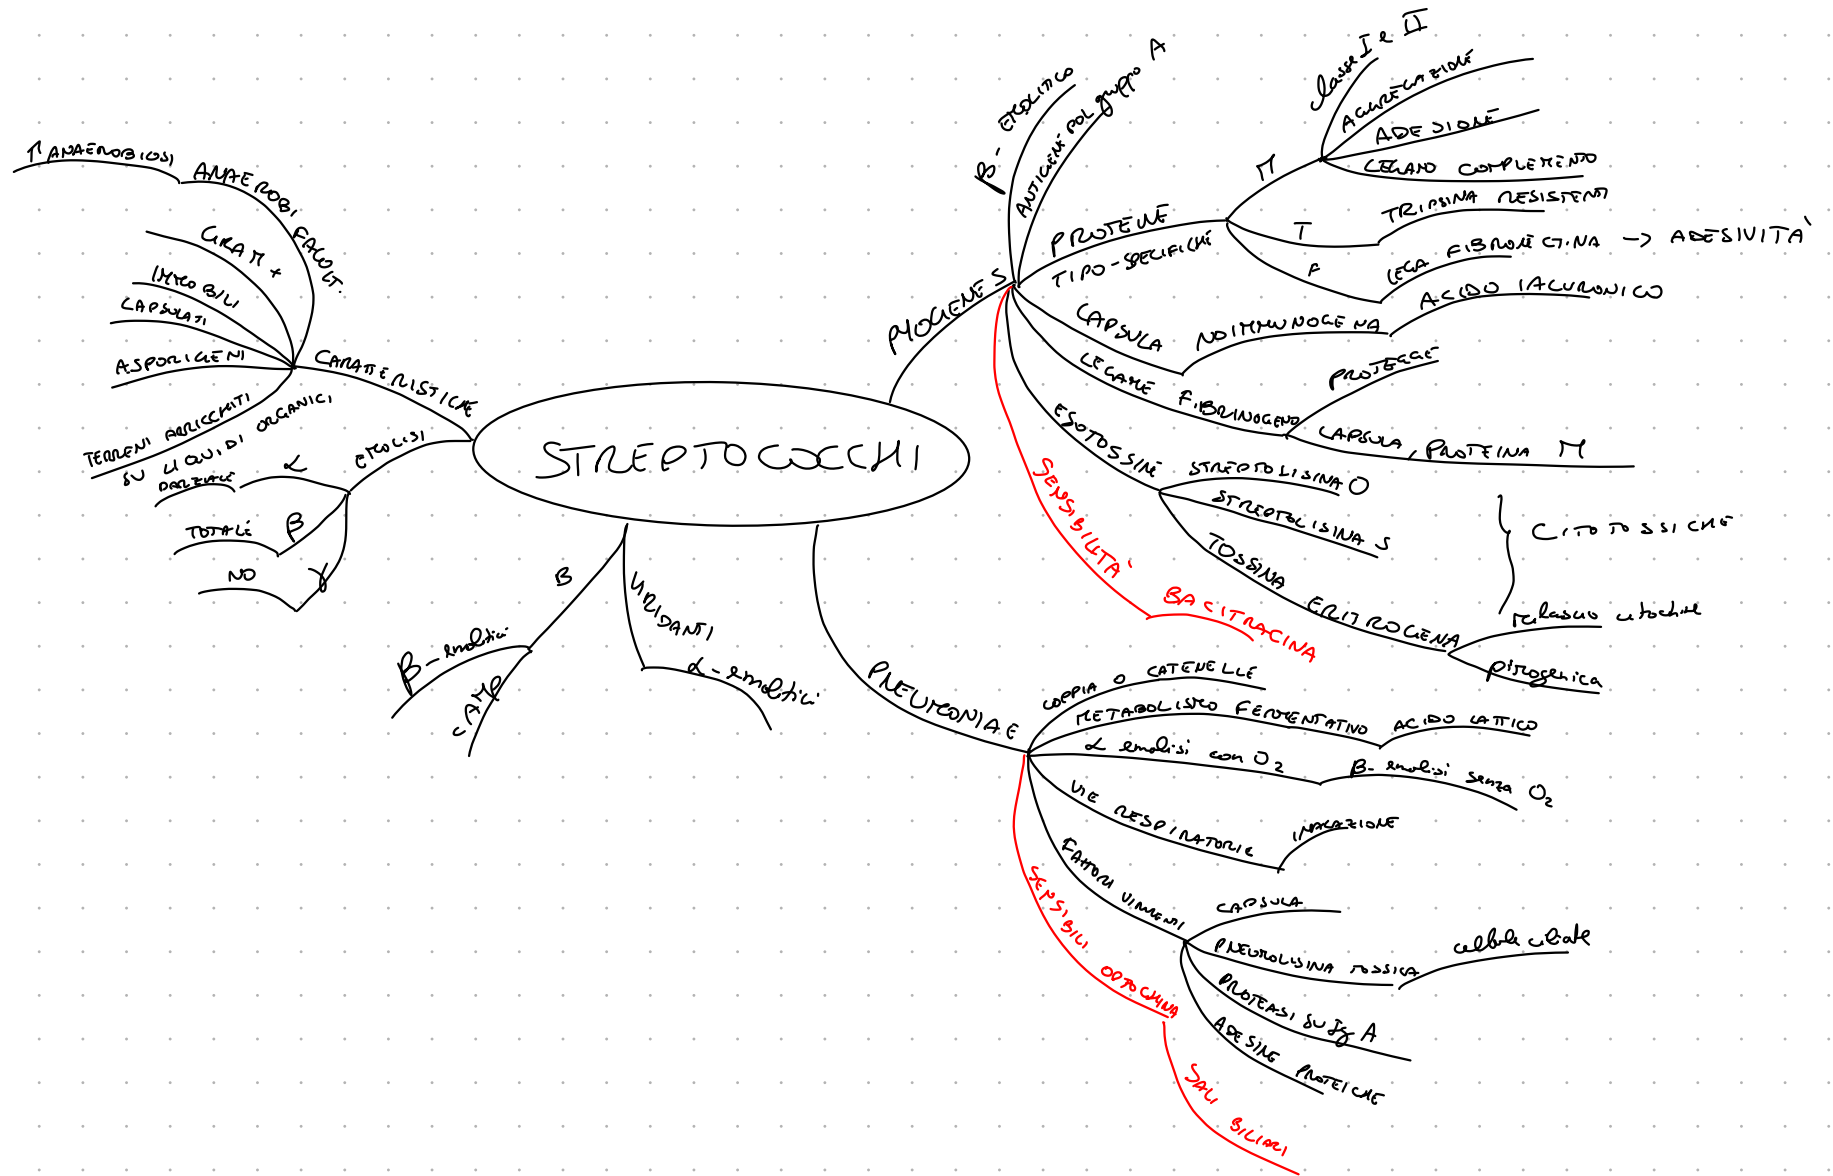 STREPTOCOCCHI
CARATTERISTICHE
ANAEROBI FACOLT.
↑ ANAEROBIOSI
GRAM +
IMMOBILI
CAPSULATI
ASPORIGENI
TERRENI ARRICCHITI
SU LIQUIDI ORGANICI
EMOLISI
α
PARZIALE
β
TOTALE
γ
NO
B
β-emolitici
cAMP
VIRIDANTI
α-emolitici
PYOGENES
β-EMOLITICO
ANTIGENE POL gruppo A
PROTEINE
TIPO-SPECIFICHE
M
classe I e II
AGGREGAZIONE
ADESIONE
LEGANO COMPLEMENTO
T
TRIPSINA RESISTENTI
F
LEGA FIBRONECTINA -> ADESIVITÀ
CAPSULA
NO IMMUNOGENA
ACIDO IALURONICO
LEGAME FIBRINOGENO
PROTEGGE
CAPSULA, PROTEINA M
ESOTOSSINE
STREPTOLISINA O
STREPTOLISINA S
TOSSINA ERITROGENA
rilascio citochine
pirogenica
CITOTOSSICHE
SENSIBILITÀ
BACITRACINA
PNEUMONIAE
COPPIA O CATENELLE
METABOLISMO FERMENTATIVO
ACIDO LATTICO
α emolisi con O2
β-emolisi senza O2
VIE RESPIRATORIE
INALAZIONE
FATTORI VIRULENTI
CAPSULA
PNEUMOLISINA TOSSICA
cellule ciliate
PROTEASI SU Ig A
ADESINE PROTEICHE
SENSIBILI OPTOCHINA
SALI BILIARI